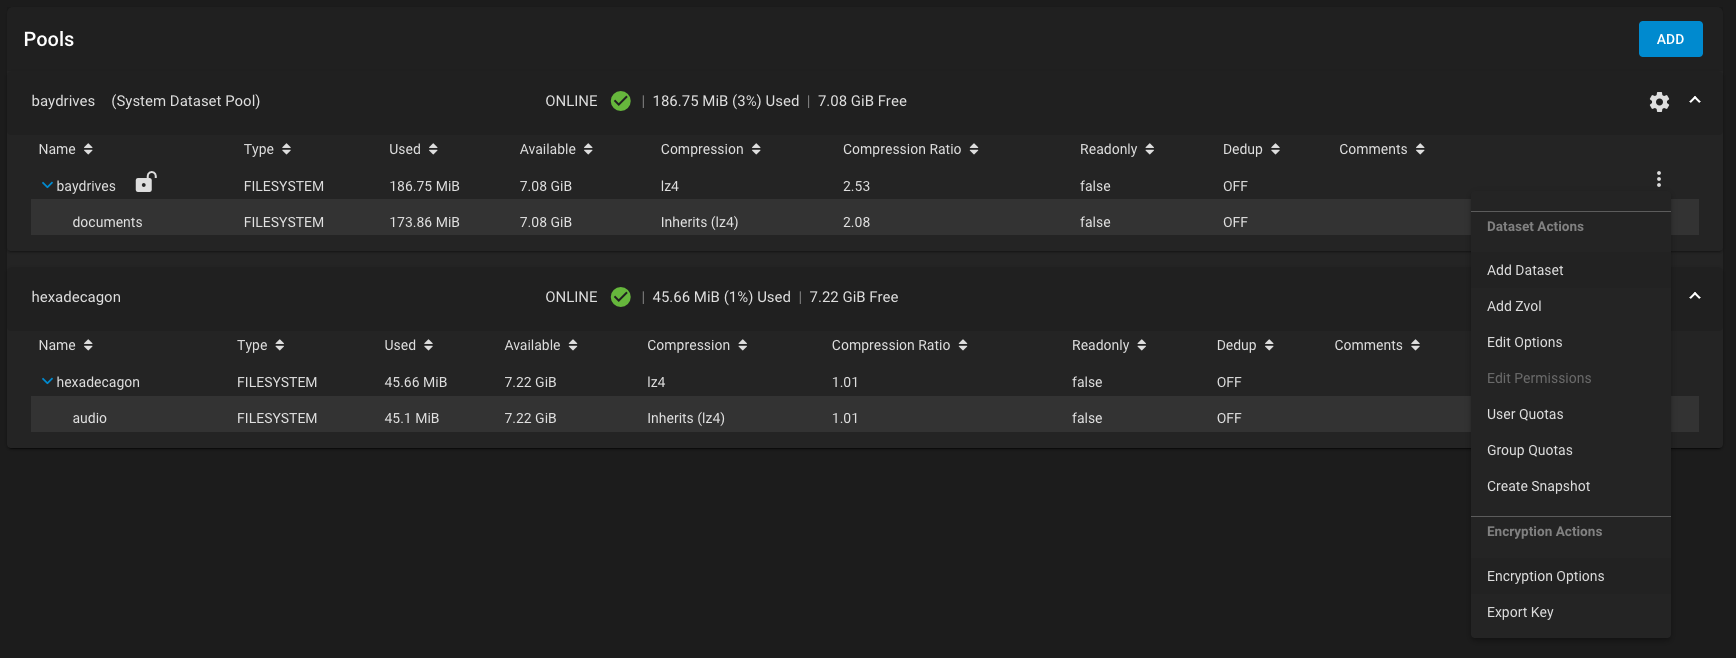 Pools
ADD
baydrives (System Dataset Pool) ONLINE | 186.75 MiB (3%) Used | 7.08 GiB Free
Name Type Used Available Compression Compression Ratio Readonly Dedup Comments
baydrives FILESYSTEM 186.75 MiB 7.08 GiB lz4 2.53 false OFF
documents FILESYSTEM 173.86 MiB 7.08 GiB Inherits (lz4) 2.08 false OFF
hexadecagon ONLINE | 45.66 MiB (1%) Used | 7.22 GiB Free
Name Type Used Available Compression Compression Ratio Readonly Dedup Comments
hexadecagon FILESYSTEM 45.66 MiB 7.22 GiB lz4 1.01 false OFF
audio FILESYSTEM 45.1 MiB 7.22 GiB Inherits (lz4) 1.01 false OFF
Dataset Actions
Add Dataset
Add Zvol
Edit Options
Edit Permissions
User Quotas
Group Quotas
Create Snapshot
Encryption Actions
Encryption Options
Export Key